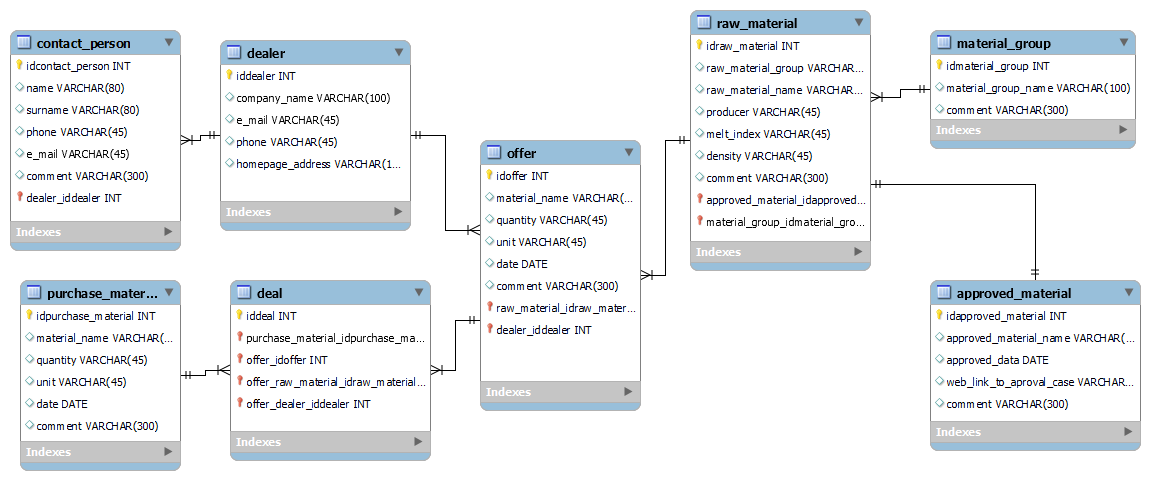 contact_person
idcontact_person INT
name VARCHAR(80)
surname VARCHAR(80)
phone VARCHAR(45)
e_mail VARCHAR(45)
comment VARCHAR(300)
dealer_iddealer INT
Indexes
dealer
iddealer INT
company_name VARCHAR(100)
e_mail VARCHAR(45)
phone VARCHAR(45)
homepage_address VARCHAR(1...
Indexes
offer
idoffer INT
material_name VARCHAR(...
quantity VARCHAR(45)
unit VARCHAR(45)
date DATE
comment VARCHAR(300)
raw_material_idraw_mater...
dealer_iddealer INT
Indexes
raw_material
idraw_material INT
raw_material_group VARCHAR...
raw_material_name VARCHAR...
producer VARCHAR(45)
melt_index VARCHAR(45)
density VARCHAR(45)
comment VARCHAR(300)
approved_material_idapproved...
material_group_idmaterial_gro...
Indexes
material_group
idmaterial_group INT
material_group_name VARCHAR(100)
comment VARCHAR(300)
Indexes
purchase_mater...
idpurchase_material INT
material_name VARCHAR(...
quantity VARCHAR(45)
unit VARCHAR(45)
date DATE
comment VARCHAR(300)
Indexes
deal
iddeal INT
purchase_material_idpurchase_ma...
offer_idoffer INT
offer_raw_material_idraw_material...
offer_dealer_iddealer INT
Indexes
approved_material
idapproved_material INT
approved_material_name VARCHAR(...
approved_data DATE
web_link_to_aproval_case VARCHAR...
comment VARCHAR(300)
Indexes